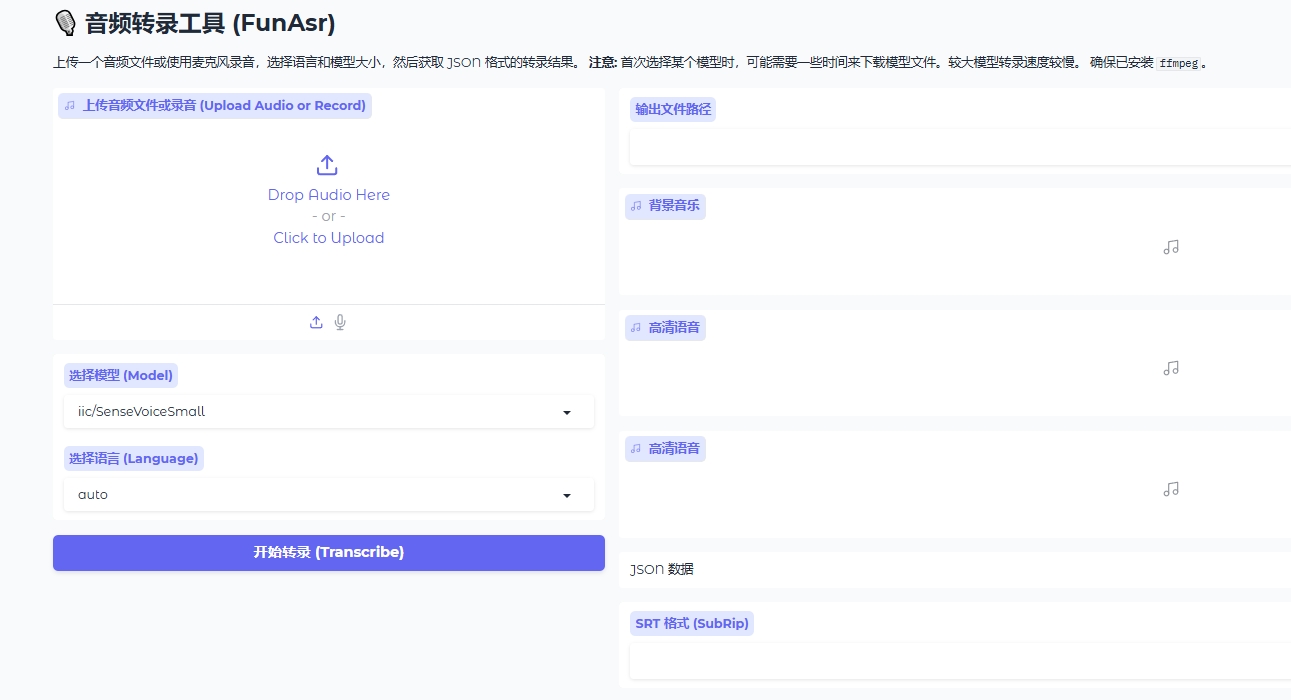 音频转录工具 (FunAsr)
上传一个音频文件或使用麦克风录音，选择语言和模型大小，然后获取 JSON 格式的转录结果。 注意: 首次选择某个模型时，可能需要一些时间来下载模型文件。较大模型转录速度较慢。 确保已安装 ffmpeg。
上传音频文件或录音 (Upload Audio or Record)
Drop Audio Here
- or -
Click to Upload
选择模型 (Model)
iic/SenseVoiceSmall
选择语言 (Language)
auto
开始转录 (Transcribe)
输出文件路径
背景音乐
高清语音
高清语音
JSON 数据
SRT 格式 (SubRip)